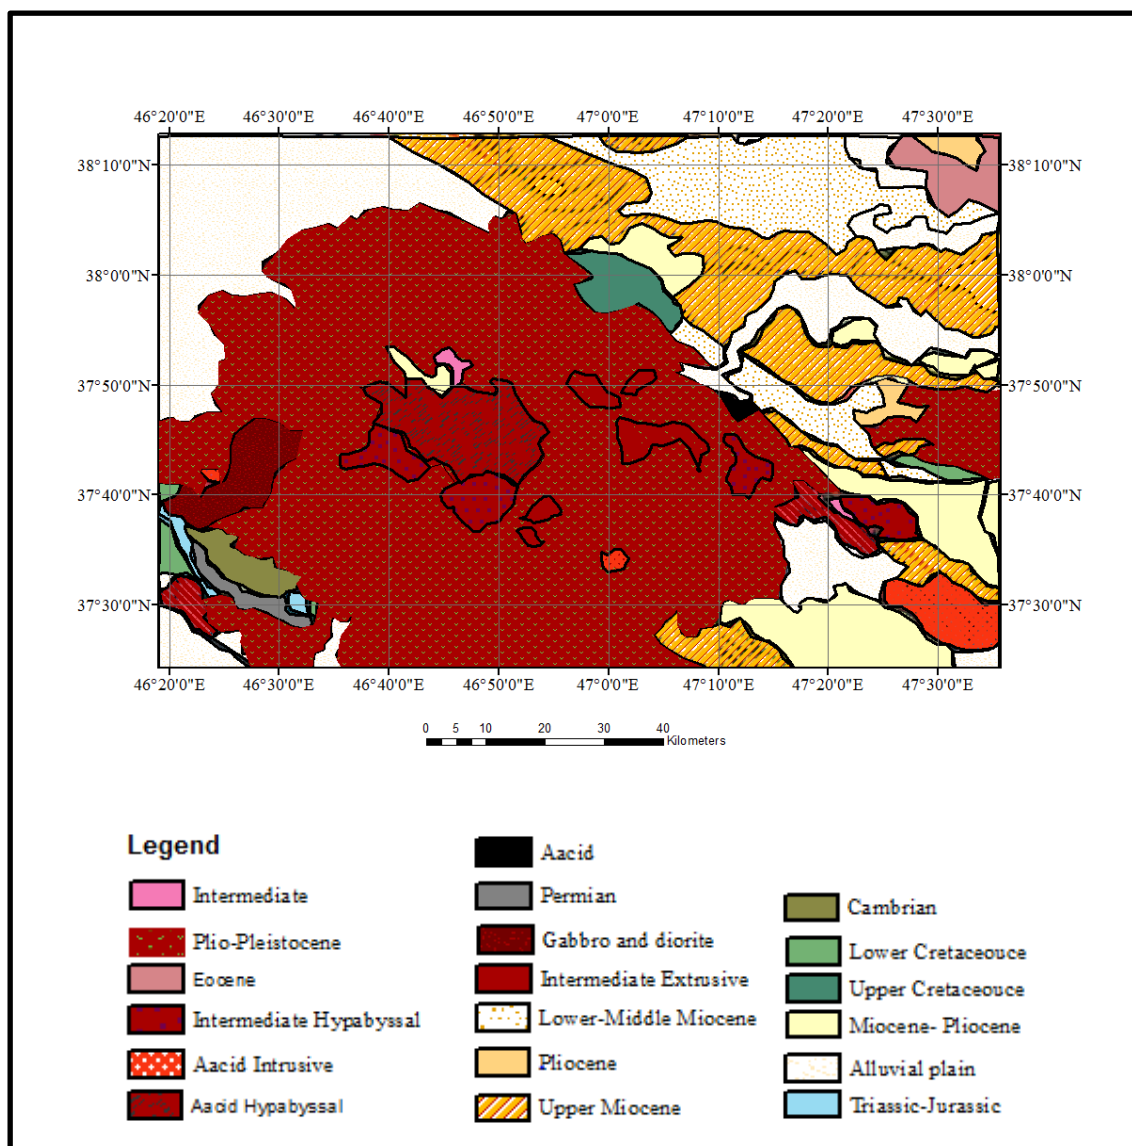 46°20'0"E 46°30'0"E 46°40'0"E 46°50'0"E 47°0'0"E 47°10'0"E 47°20'0"E 47°30'0"E
38°10'0"N 38°10'0"N
38°0'0"N 38°0'0"N
37°50'0"N 37°50'0"N
37°40'0"N 37°40'0"N
37°30'0"N 37°30'0"N
46°20'0"E 46°30'0"E 46°40'0"E 46°50'0"E 47°0'0"E 47°10'0"E 47°20'0"E 47°30'0"E
0 5 10 20 30 40
Kilometers
Legend
Intermediate
Plio-Pleistocene
Eocene
Intermediate Hypabyssal
Aacid Intrusive
Aacid Hypabyssal
Aacid
Permian
Gabbro and diorite
Intermediate Extrusive
Lower-Middle Miocene
Pliocene
Upper Miocene
Cambrian
Lower Cretaceouce
Upper Cretaceouce
Miocene- Pliocene
Alluvial plain
Triassic-Jurassic